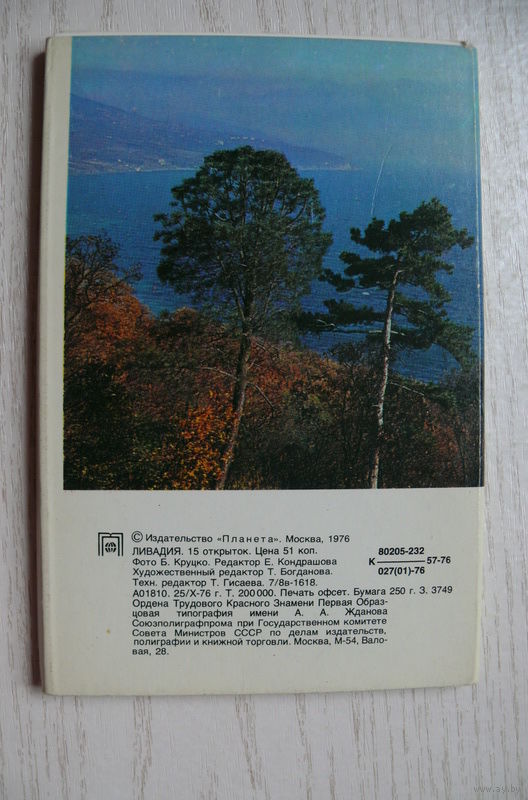 © Издательство «Планета». Москва, 1976
ЛИВАДИЯ. 15 открыток. Цена 51 коп.
Фото Б. Круцко. Редактор Е. Кондрашова
Художественный редактор Т. Богданова.
Техн. редактор Т. Гисаева. 7/8в-1618.
80205-232
К 57-76
027(01)-76
А01810. 25/X-76 г. Т. 200 000. Печать офсет. Бумага 250 г. З. 3749
Ордена Трудового Красного Знамени Первая Образ-
цовая типография имени А. А. Жданова
Союзполиграфпрома при Государственном комитете
Совета Министров СССР по делам издательств,
полиграфии и книжной торговли. Москва, М-54, Вало-
вая, 28.
www.ay.by